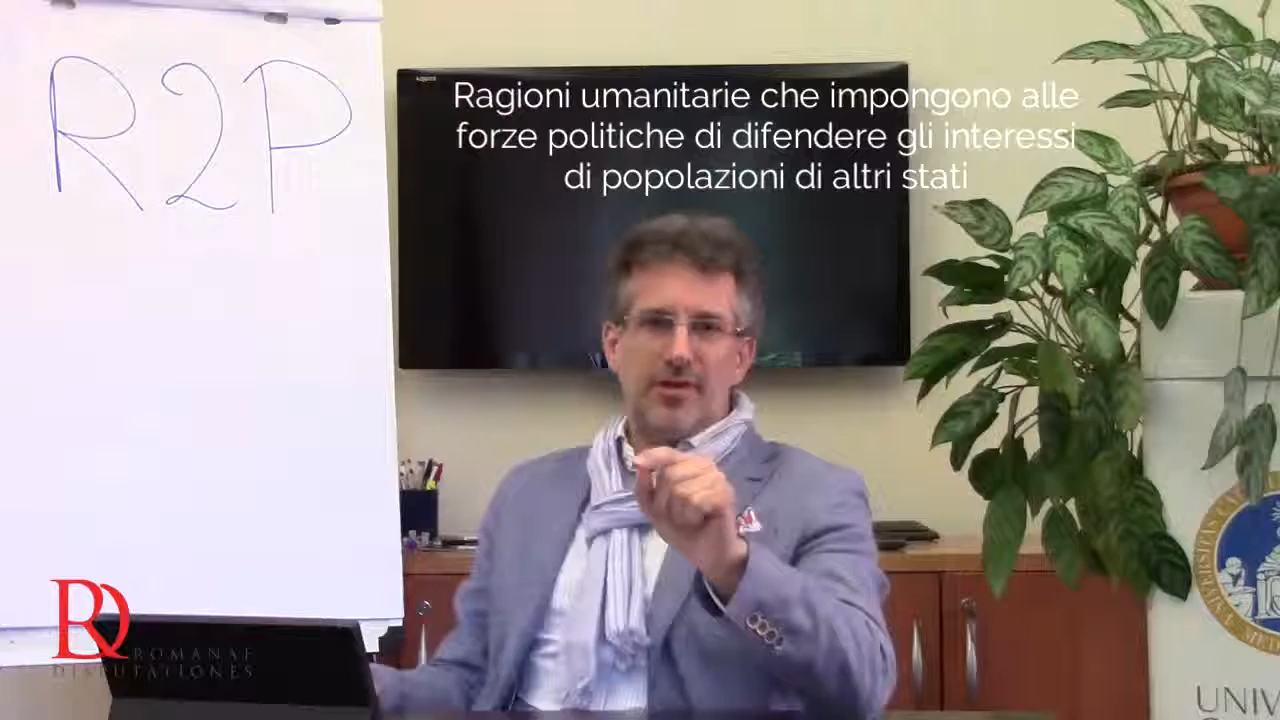 R2P
Ragioni umanitarie che impongono alle
forze politiche di difendere gli interessi
di popolazioni di altri stati
RD
ROMANAE
DISPUTATIONES
UNIV